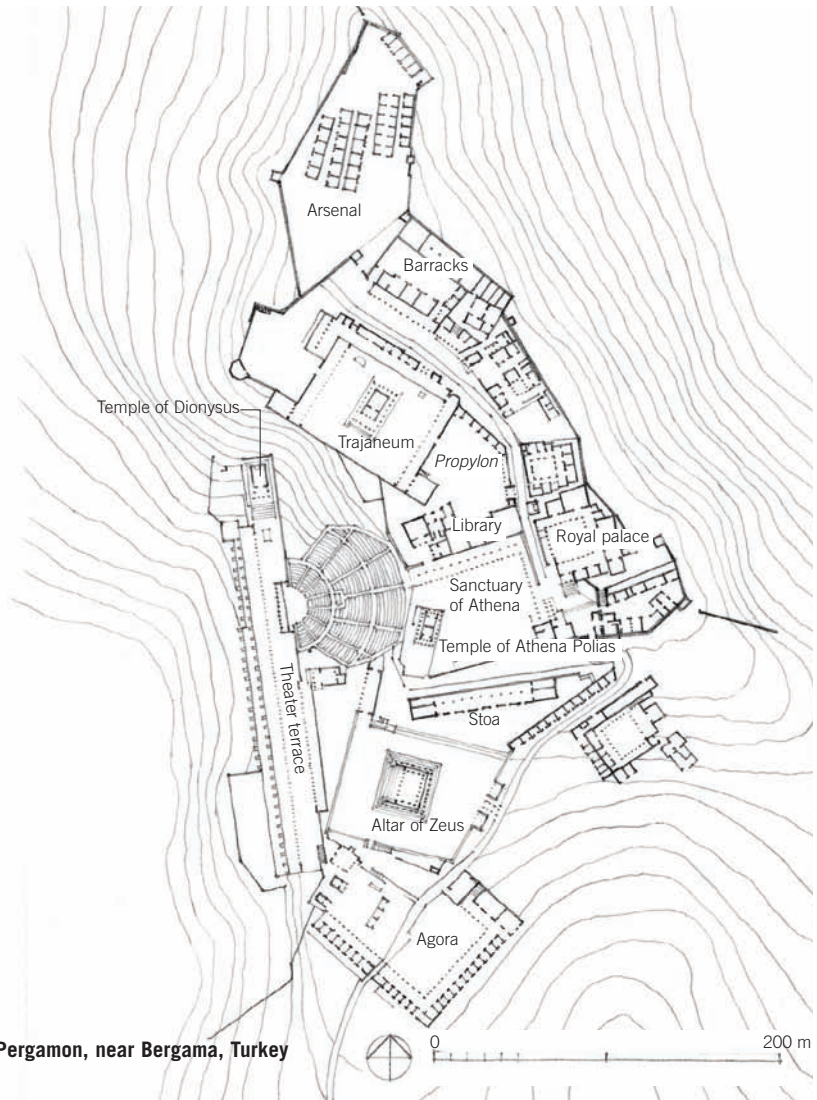 Arsenal
Barracks
Temple of Dionysus
Trajaneum
Propylon
Library
Royal palace
Sanctuary
of Athena
Temple of Athena Polias
Theater terrace
Stoa
Altar of Zeus
Agora
Pergamon, near Bergama, Turkey
0
200 m